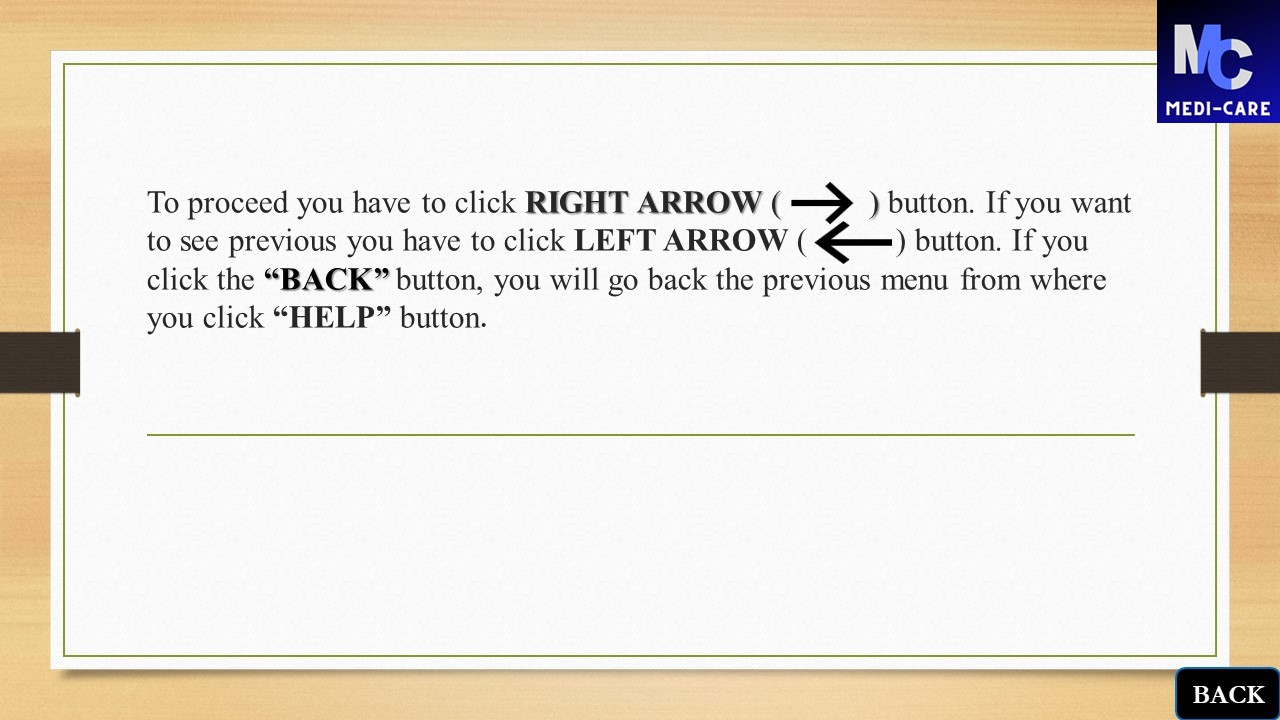 MC
MEDI-CARE
To proceed you have to click RIGHT ARROW ( → ) button. If you want
to see previous you have to click LEFT ARROW ( ← ) button. If you
click the “BACK” button, you will go back the previous menu from where
you click “HELP” button.
BACK